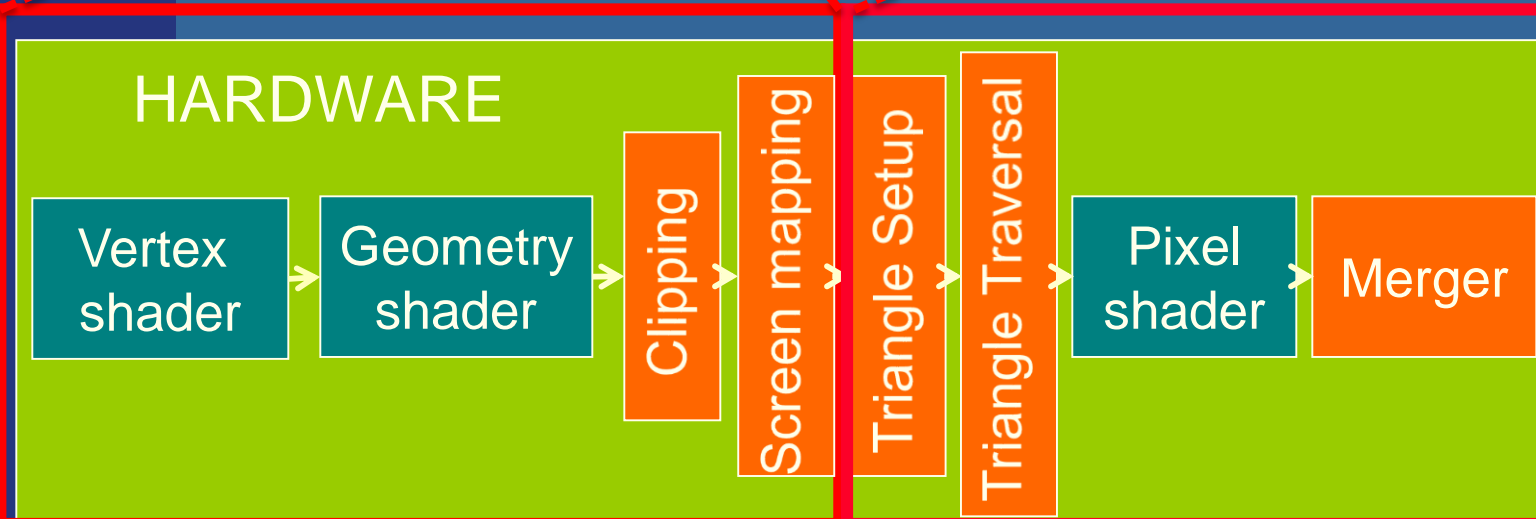 HARDWARE
Vertex
shader
Geometry
shader
Clipping
Screen mapping
Triangle Setup
Triangle Traversal
Pixel
shader
Merger